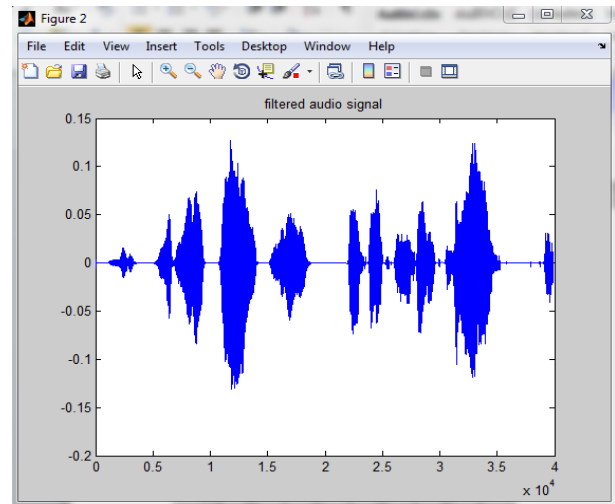 Figure 2
File Edit View Insert Tools Desktop Window Help
filtered audio signal
0.15
0.1
0.05
0
-0.05
-0.1
-0.15
-0.2
0 0.5 1 1.5 2 2.5 3 3.5 4
x 10^4